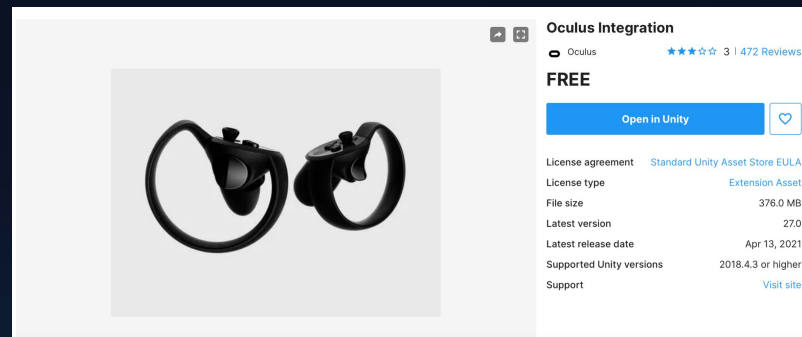 Oculus Integration
Oculus 3 | 472 Reviews
FREE
Open in Unity
License agreement Standard Unity Asset Store EULA
License type Extension Asset
File size 376.0 MB
Latest version 27.0
Latest release date Apr 13, 2021
Supported Unity versions 2018.4.3 or higher
Support Visit site